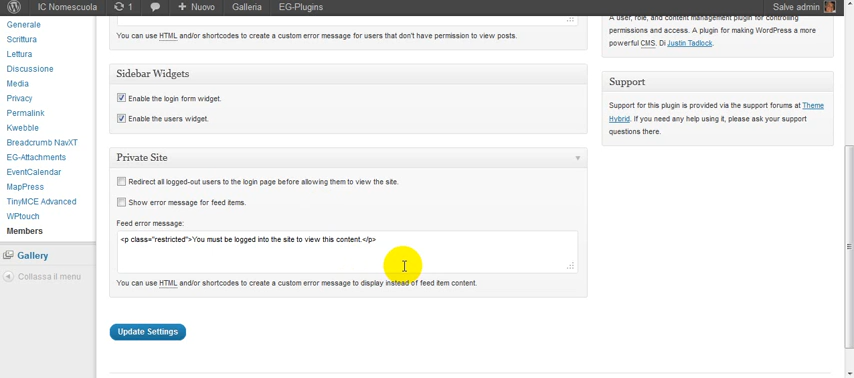 IC Nomescuola 1 Nuovo Galleria EG-Plugins Salve admin
Generale
Scrittura
Lettura
Discussione
Media
Privacy
Permalink
Kwebble
Breadcrumb NavXT
EG-Attachments
EventCalendar
MapPress
TinyMCE Advanced
WPtouch
Members
Gallery
Collassa il menu
You can use HTML and/or shortcodes to create a custom error message for users that don't have permission to view posts.
Sidebar Widgets
Enable the login form widget.
Enable the users widget.
Private Site
Redirect all logged-out users to the login page before allowing them to view the site.
Show error message for feed items.
Feed error message:
<p class="restricted">You must be logged into the site to view this content.</p>
You can use HTML and/or shortcodes to create a custom error message to display instead of feed item content.
Update Settings
A user, role, and content management plugin for controlling
permissions and access. A plugin for making WordPress a more
powerful CMS. Di Justin Tadlock.
Support
Support for this plugin is provided via the support forums at Theme
Hybrid. If you need any help using it, please ask your support
questions there.